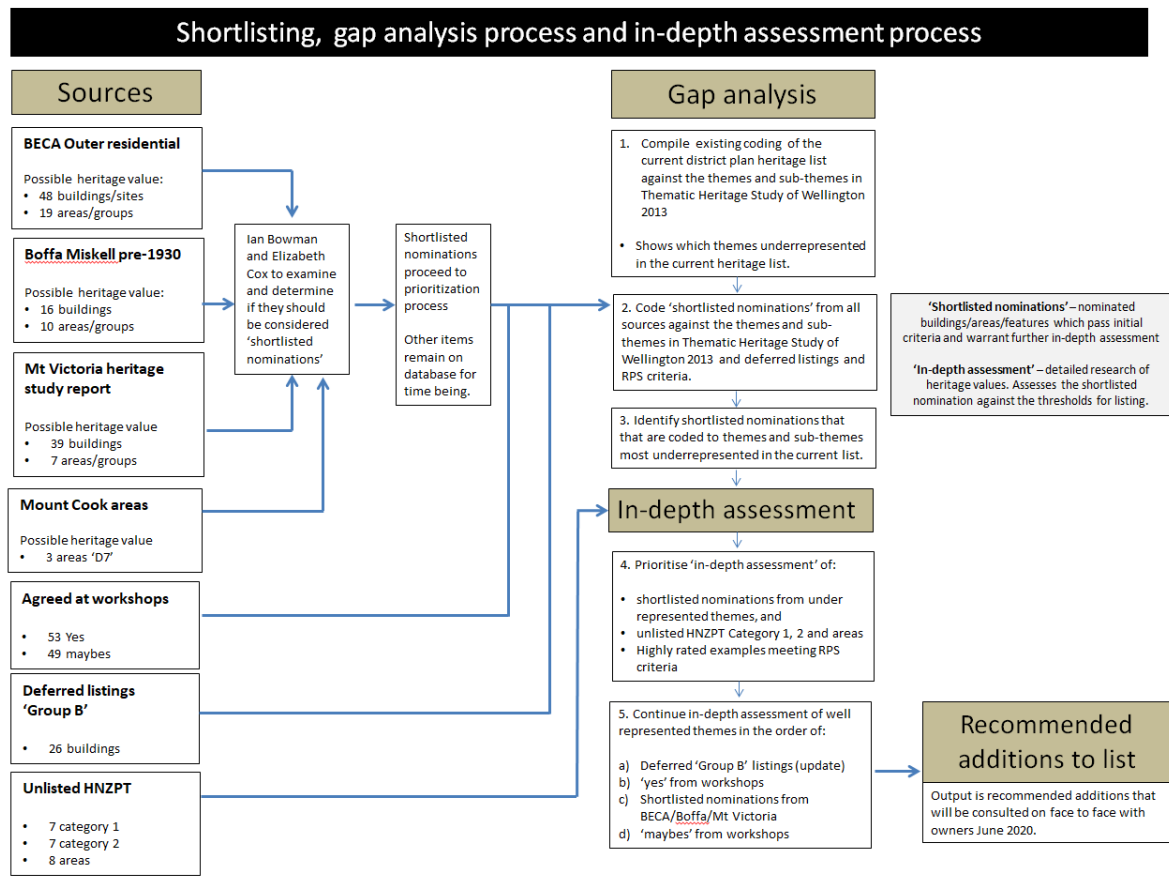 Shortlisting, gap analysis process and in-depth assessment process
Sources
BECA Outer residential
Possible heritage value:
• 48 buildings/sites
• 19 areas/groups
Boffa Miskell pre-1930
Possible heritage value:
• 16 buildings
• 10 areas/groups
Mt Victoria heritage
study report
Possible heritage value
• 39 buildings
• 7 areas/groups
Mount Cook areas
Possible heritage value
• 3 areas ‘D7’
Agreed at workshops
• 53 Yes
• 49 maybes
Deferred listings
‘Group B’
• 26 buildings
Unlisted HNZPT
• 7 category 1
• 7 category 2
• 8 areas
Ian Bowman
and Elizabeth
Cox to examine
and determine
if they should
be considered
‘shortlisted
nominations’
Shortlisted
nominations
proceed to
prioritization
process
Other items
remain on
database for
time being.
Gap analysis
1. Compile existing coding of the
current district plan heritage list
against the themes and sub-themes in
Thematic Heritage Study of Wellington
2013
• Shows which themes underrepresented
in the current heritage list.
2. Code ‘shortlisted nominations’ from all
sources against the themes and sub-
themes in Thematic Heritage Study of
Wellington 2013 and deferred listings and
RPS criteria.
3. Identify shortlisted nominations that
that are coded to themes and sub-themes
most underrepresented in the current list.
In-depth assessment
4. Prioritise ‘in-depth assessment’ of:
• shortlisted nominations from under
represented themes, and
• unlisted HNZPT Category 1, 2 and areas
• Highly rated examples meeting RPS
criteria
5. Continue in-depth assessment of well
represented themes in the order of:
a) Deferred ‘Group B’ listings (update)
b) ‘yes’ from workshops
c) Shortlisted nominations from
BECA/Boffa/Mt Victoria
d) ‘maybes’ from workshops
‘Shortlisted nominations’ – nominated
buildings/areas/features which pass initial
criteria and warrant further in-depth assessment
‘In-depth assessment’ – detailed research of
heritage values. Assesses the shortlisted
nomination against the thresholds for listing.
Recommended
additions to list
Output is recommended additions that
will be consulted on face to face with
owners June 2020.